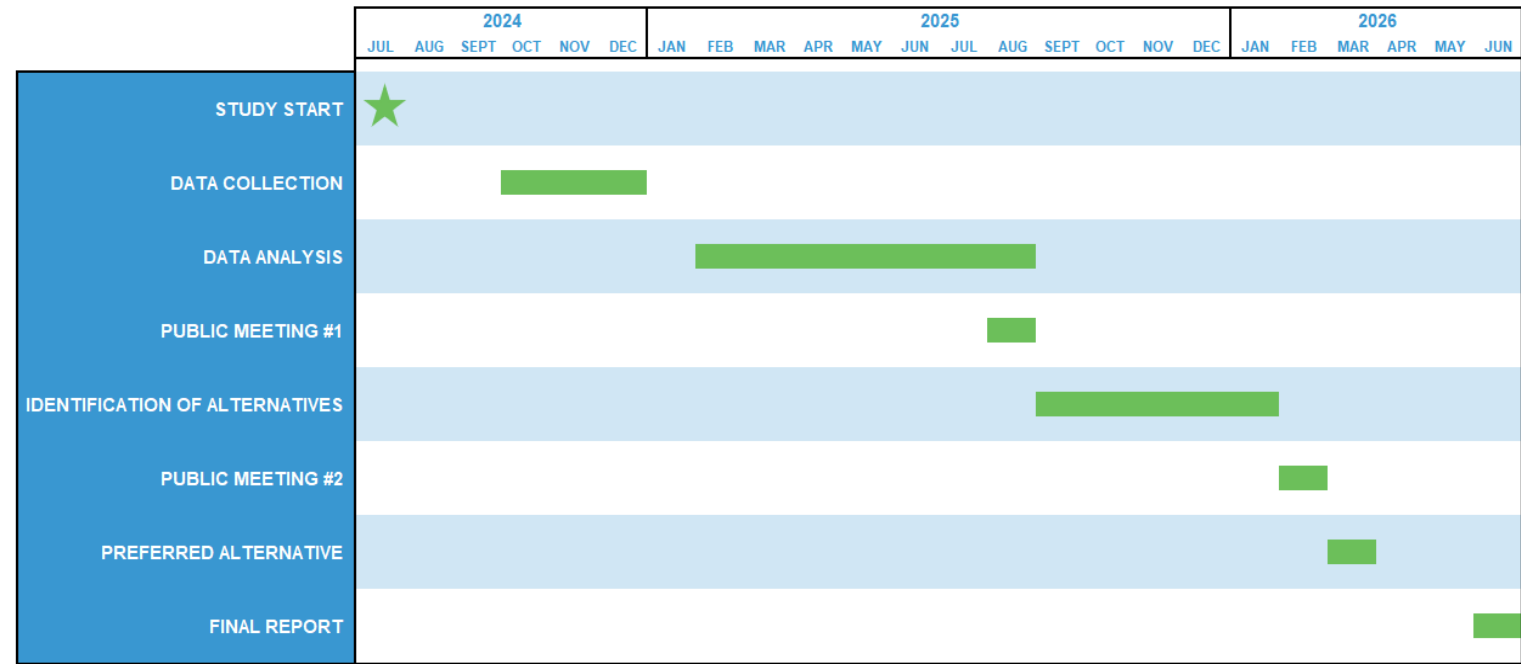 2024 2025 2026
JUL AUG SEPT OCT NOV DEC JAN FEB MAR APR MAY JUN JUL AUG SEPT OCT NOV DEC JAN FEB MAR APR MAY JUN
STUDY START
DATA COLLECTION
DATA ANALYSIS
PUBLIC MEETING #1
IDENTIFICATION OF ALTERNATIVES
PUBLIC MEETING #2
PREFERRED ALTERNATIVE
FINAL REPORT